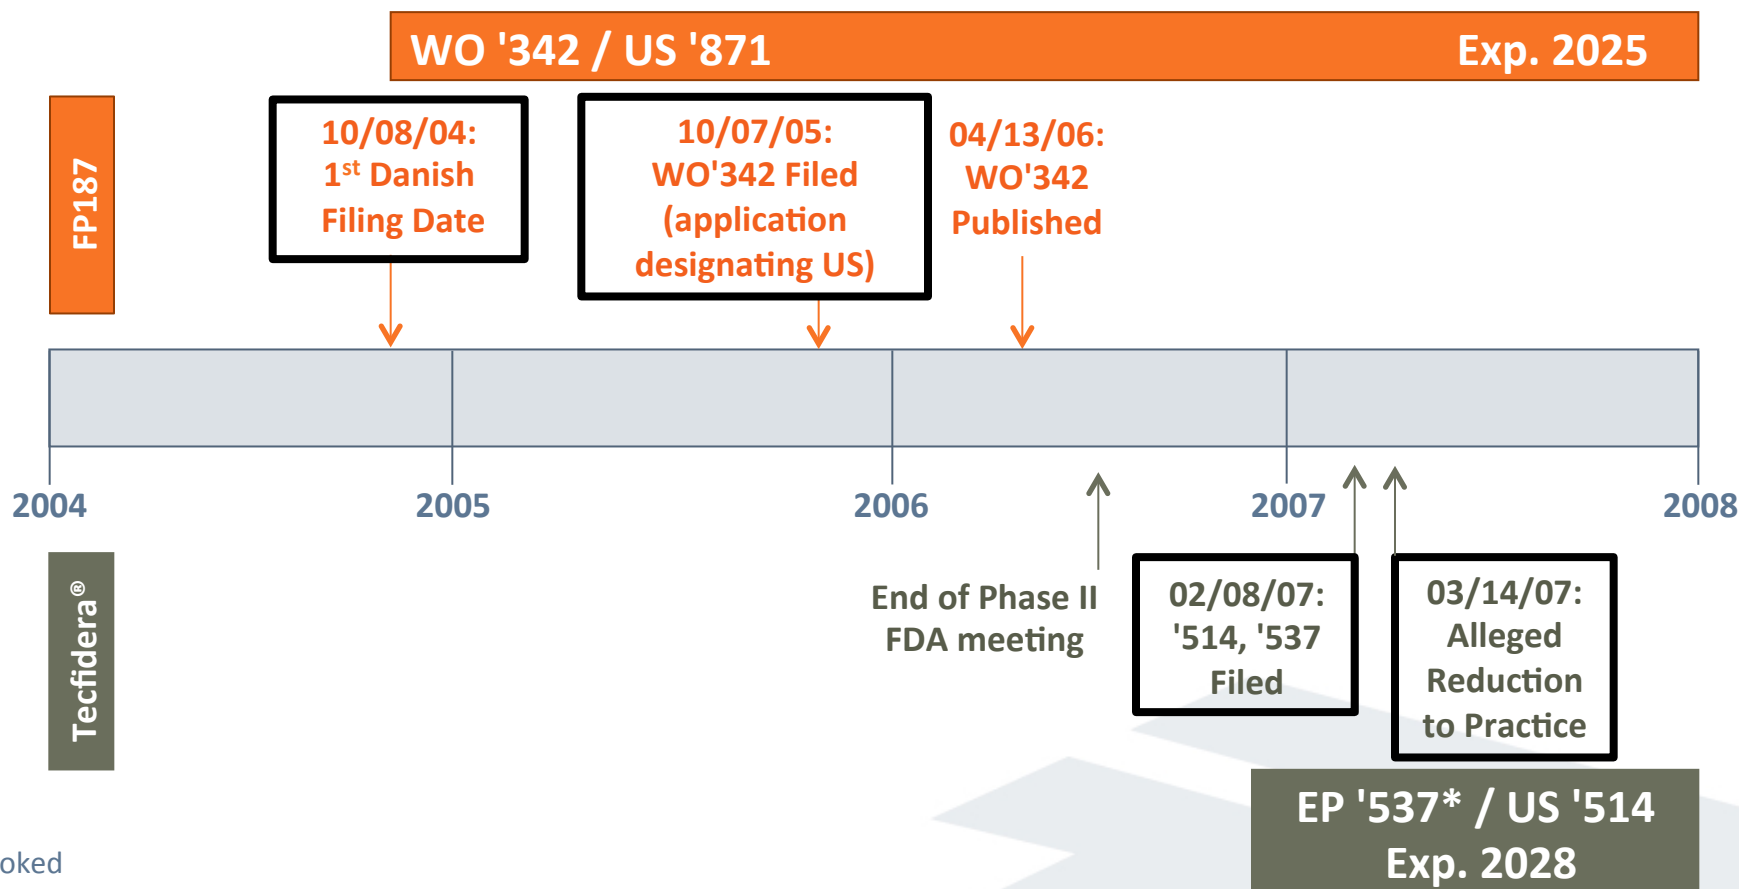 WO '342 / US '871 Exp. 2025
FP187
10/08/04:
1st Danish
Filing Date
10/07/05:
WO'342 Filed
(application
designating US)
04/13/06:
WO'342
Published
2004 2005 2006 2007 2008
Tecfidera®
End of Phase II
FDA meeting
02/08/07:
'514, '537
Filed
03/14/07:
Alleged
Reduction
to Practice
EP '537* / US '514
Exp. 2028
oked